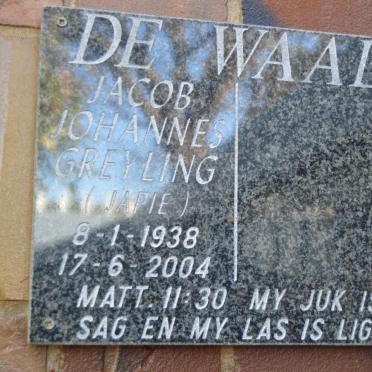 DE WAAL
JACOB
JOHANNES
GREYLING
(JAPIE)
8-1-1938
17-6-2004
MATT. 11:30 MY JUK IS
SAG EN MY LAS IS LIG